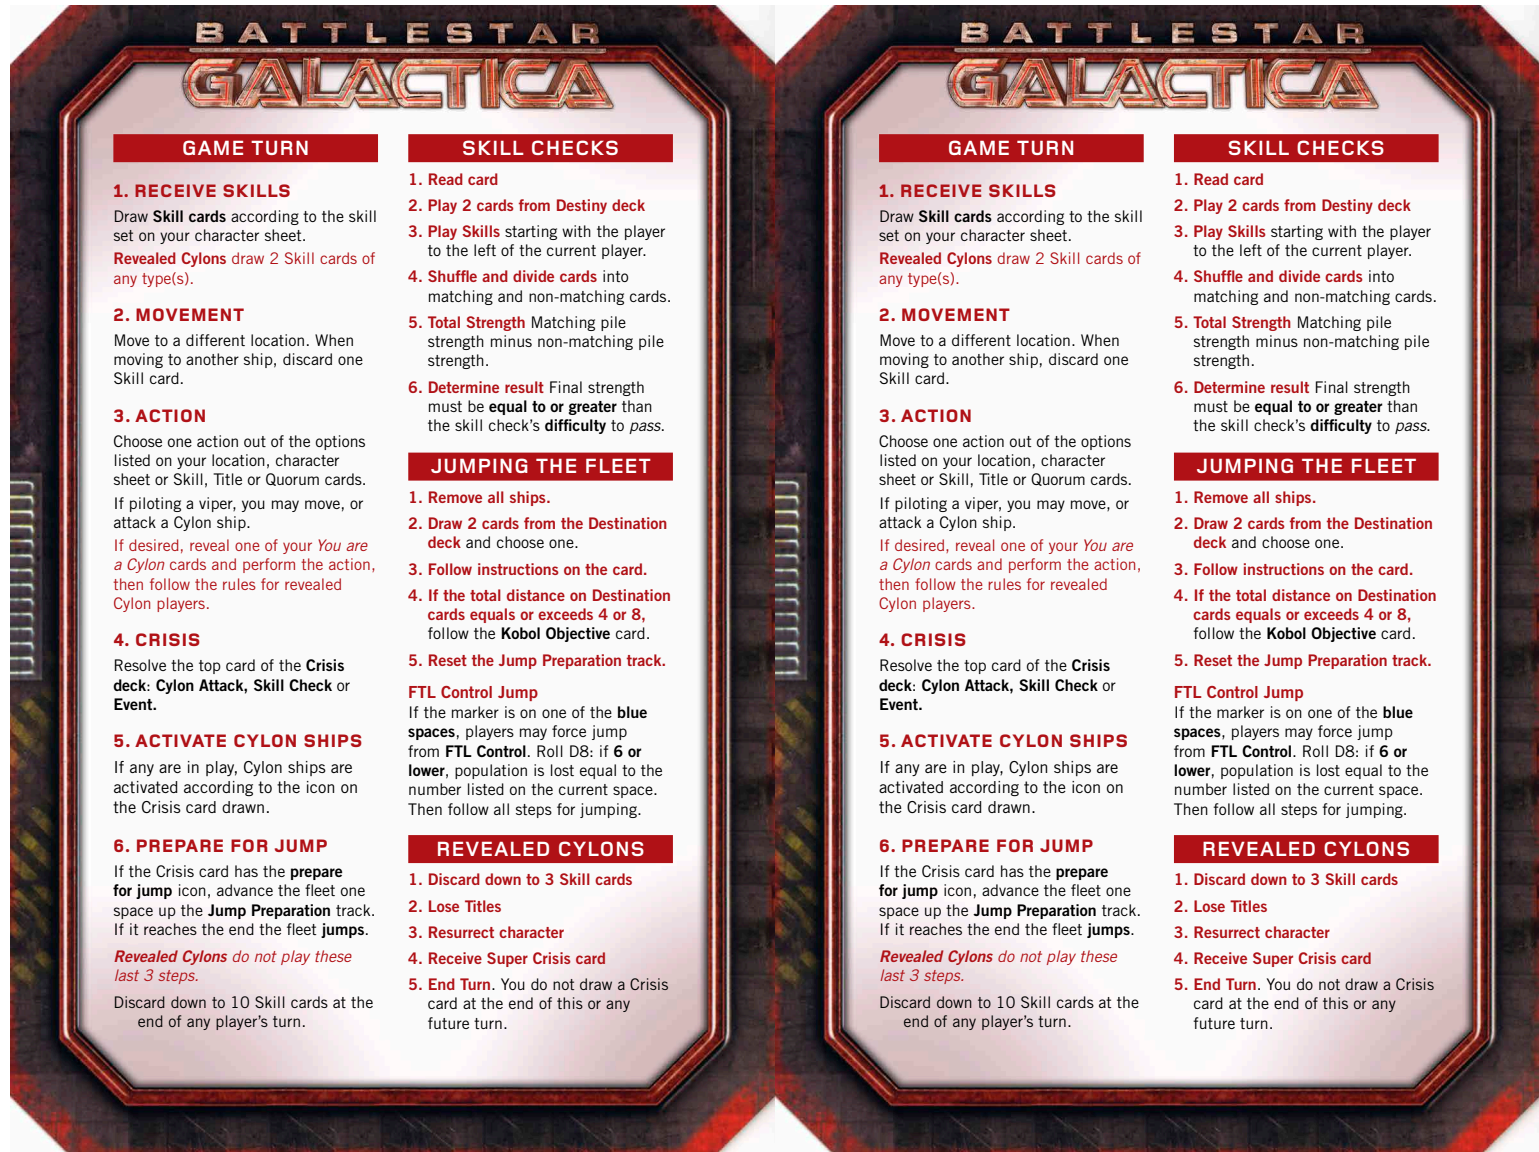 BATTLESTAR
GALACTICA
GAME TURN
1. RECEIVE SKILLS
Draw Skill cards according to the skill
set on your character sheet.
Revealed Cylons draw 2 Skill cards of
any type(s).
2. MOVEMENT
Move to a different location. When
moving to another ship, discard one
Skill card.
3. ACTION
Choose one action out of the options
listed on your location, character
sheet or Skill, Title or Quorum cards.
If piloting a viper, you may move, or
attack a Cylon ship.
If desired, reveal one of your You are
a Cylon cards and perform the action,
then follow the rules for revealed
Cylon players.
4. CRISIS
Resolve the top card of the Crisis
deck: Cylon Attack, Skill Check or
Event.
5. ACTIVATE CYLON SHIPS
If any are in play, Cylon ships are
activated according to the icon on
the Crisis card drawn.
6. PREPARE FOR JUMP
If the Crisis card has the prepare
for jump icon, advance the fleet one
space up the Jump Preparation track.
If it reaches the end the fleet jumps.
Revealed Cylons do not play these
last 3 steps.
Discard down to 10 Skill cards at the
end of any player's turn.
SKILL CHECKS
1. Read card
2. Play 2 cards from Destiny deck
3. Play Skills starting with the player
to the left of the current player.
4. Shuffle and divide cards into
matching and non-matching cards.
5. Total Strength Matching pile
strength minus non-matching pile
strength.
6. Determine result Final strength
must be equal to or greater than
the skill check's difficulty to pass.
JUMPING THE FLEET
1. Remove all ships.
2. Draw 2 cards from the Destination
deck and choose one.
3. Follow instructions on the card.
4. If the total distance on Destination
cards equals or exceeds 4 or 8,
follow the Kobol Objective card.
5. Reset the Jump Preparation track.
FTL Control Jump
If the marker is on one of the blue
spaces, players may force jump
from FTL Control. Roll D8: if 6 or
lower, population is lost equal to the
number listed on the current space.
Then follow all steps for jumping.
REVEALED CYLONS
1. Discard down to 3 Skill cards
2. Lose Titles
3. Resurrect character
4. Receive Super Crisis card
5. End Turn. You do not draw a Crisis
card at the end of this or any
future turn.
BATTLESTAR
GALACTICA
GAME TURN
1. RECEIVE SKILLS
Draw Skill cards according to the skill
set on your character sheet.
Revealed Cylons draw 2 Skill cards of
any type(s).
2. MOVEMENT
Move to a different location. When
moving to another ship, discard one
Skill card.
3. ACTION
Choose one action out of the options
listed on your location, character
sheet or Skill, Title or Quorum cards.
If piloting a viper, you may move, or
attack a Cylon ship.
If desired, reveal one of your You are
a Cylon cards and perform the action,
then follow the rules for revealed
Cylon players.
4. CRISIS
Resolve the top card of the Crisis
deck: Cylon Attack, Skill Check or
Event.
5. ACTIVATE CYLON SHIPS
If any are in play, Cylon ships are
activated according to the icon on
the Crisis card drawn.
6. PREPARE FOR JUMP
If the Crisis card has the prepare
for jump icon, advance the fleet one
space up the Jump Preparation track.
If it reaches the end the fleet jumps.
Revealed Cylons do not play these
last 3 steps.
Discard down to 10 Skill cards at the
end of any player's turn.
SKILL CHECKS
1. Read card
2. Play 2 cards from Destiny deck
3. Play Skills starting with the player
to the left of the current player.
4. Shuffle and divide cards into
matching and non-matching cards.
5. Total Strength Matching pile
strength minus non-matching pile
strength.
6. Determine result Final strength
must be equal to or greater than
the skill check's difficulty to pass.
JUMPING THE FLEET
1. Remove all ships.
2. Draw 2 cards from the Destination
deck and choose one.
3. Follow instructions on the card.
4. If the total distance on Destination
cards equals or exceeds 4 or 8,
follow the Kobol Objective card.
5. Reset the Jump Preparation track.
FTL Control Jump
If the marker is on one of the blue
spaces, players may force jump
from FTL Control. Roll D8: if 6 or
lower, population is lost equal to the
number listed on the current space.
Then follow all steps for jumping.
REVEALED CYLONS
1. Discard down to 3 Skill cards
2. Lose Titles
3. Resurrect character
4. Receive Super Crisis card
5. End Turn. You do not draw a Crisis
card at the end of this or any
future turn.